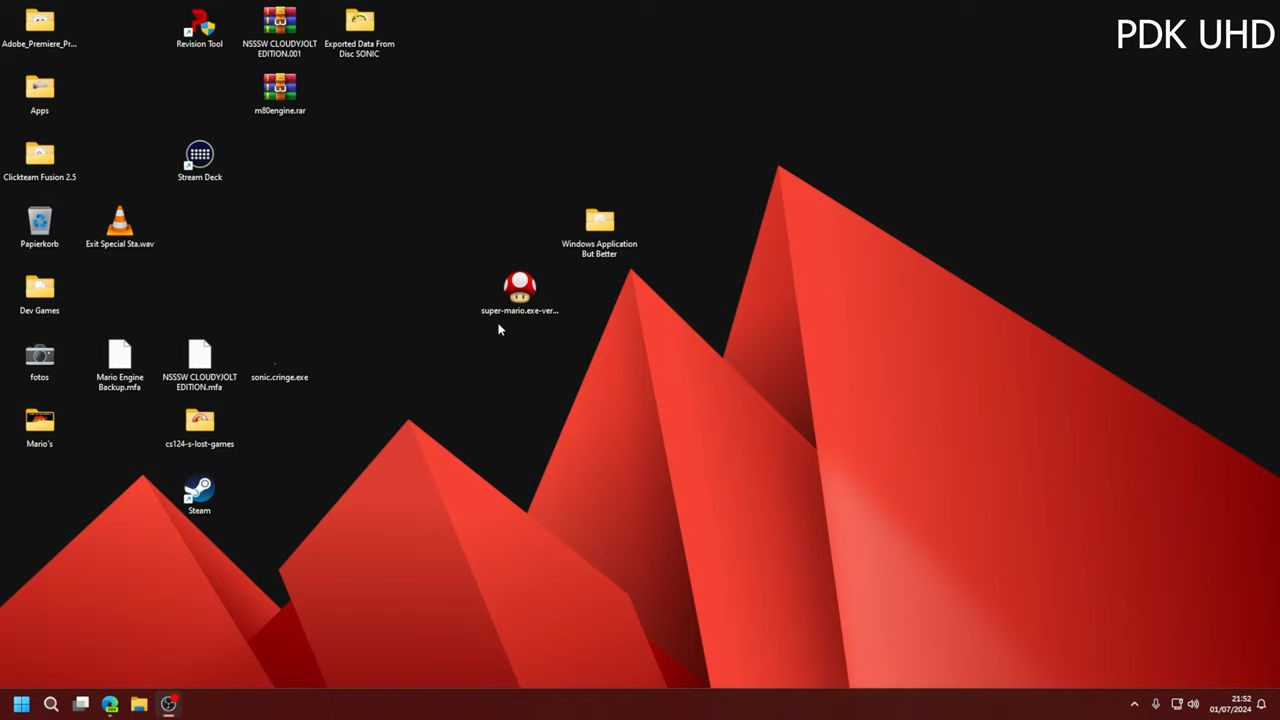 PDK UHD
Adobe_Premiere_Pr...
Revision Tool
NSSSW CLOUDYJOLT
EDITION.001
Exported Data From
Disc SONIC
Apps
m80engine.rar
Clickteam Fusion 2.5
Stream Deck
Papierkorb
Exit Special Sta.wav
Windows Application
But Better
Dev Games
super-mario.exe-ver...
fotos
Mario Engine
Backup.mfa
NSSSW CLOUDYJOLT
EDITION.mfa
sonic.cringe.exe
Mario´s
cs124-s-lost-games
Steam
21:52
01/07/2024